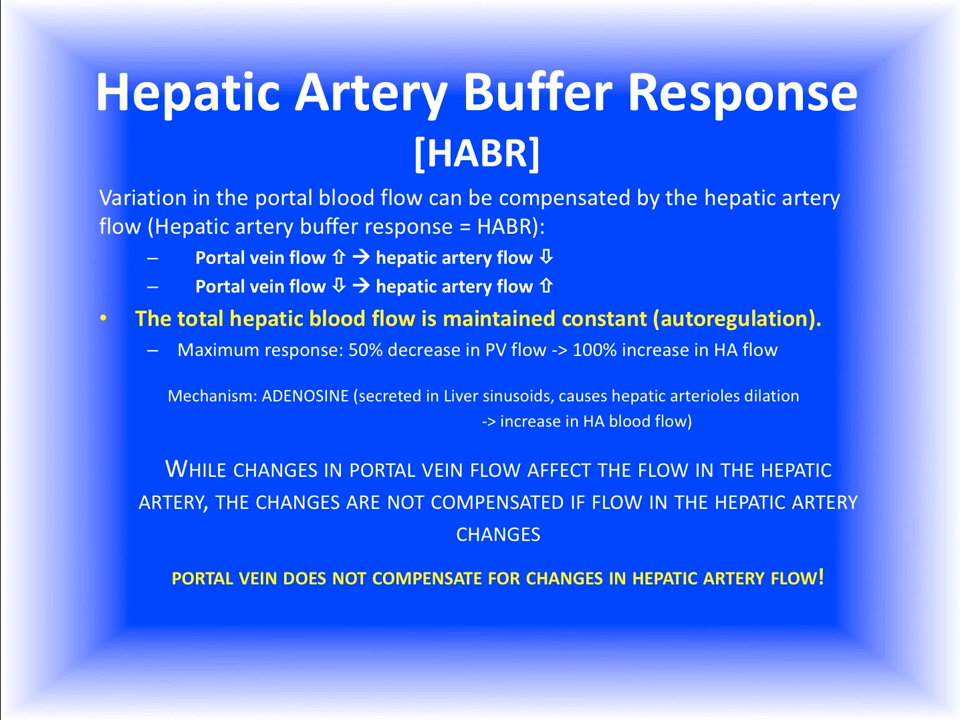 Hepatic Artery Buffer Response
[HABR]
Variation in the portal blood flow can be compensated by the hepatic artery
flow (Hepatic artery buffer response = HABR):
– Portal vein flow ⇧ → hepatic artery flow ⇩
– Portal vein flow ⇩ → hepatic artery flow ⇧
• The total hepatic blood flow is maintained constant (autoregulation).
– Maximum response: 50% decrease in PV flow -> 100% increase in HA flow
Mechanism: ADENOSINE (secreted in Liver sinusoids, causes hepatic arterioles dilation
-> increase in HA blood flow)
WHILE CHANGES IN PORTAL VEIN FLOW AFFECT THE FLOW IN THE HEPATIC
ARTERY, THE CHANGES ARE NOT COMPENSATED IF FLOW IN THE HEPATIC ARTERY
CHANGES
PORTAL VEIN DOES NOT COMPENSATE FOR CHANGES IN HEPATIC ARTERY FLOW!